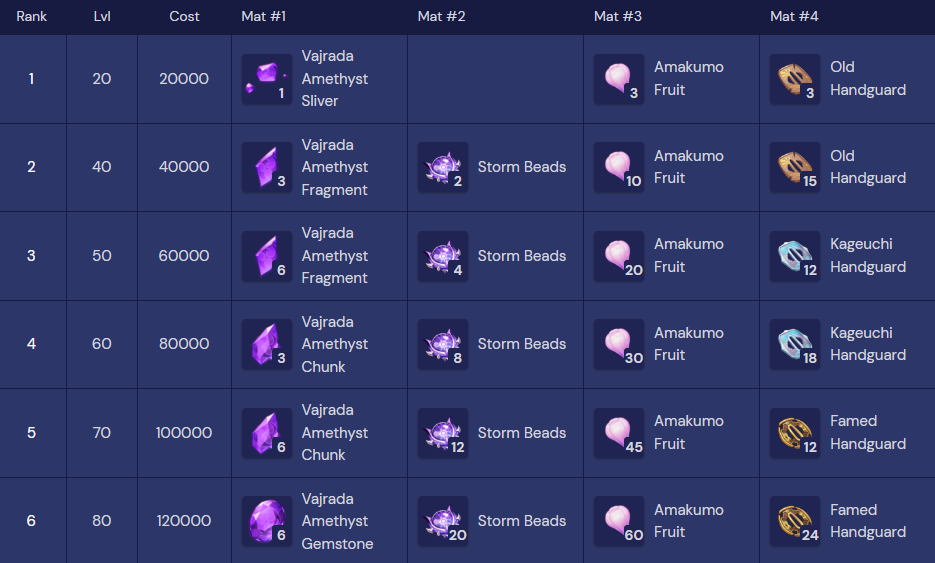 Rank Lvl Cost Mat #1 Mat #2 Mat #3 Mat #4
1 20 20000 1 Vajrada Amethyst Sliver 3 Amakumo Fruit 3 Old Handguard
2 40 40000 3 Vajrada Amethyst Fragment 2 Storm Beads 10 Amakumo Fruit 15 Old Handguard
3 50 60000 6 Vajrada Amethyst Fragment 4 Storm Beads 20 Amakumo Fruit 12 Kageuchi Handguard
4 60 80000 3 Vajrada Amethyst Chunk 8 Storm Beads 30 Amakumo Fruit 18 Kageuchi Handguard
5 70 100000 6 Vajrada Amethyst Chunk 12 Storm Beads 45 Amakumo Fruit 12 Famed Handguard
6 80 120000 6 Vajrada Amethyst Gemstone 20 Storm Beads 60 Amakumo Fruit 24 Famed Handguard